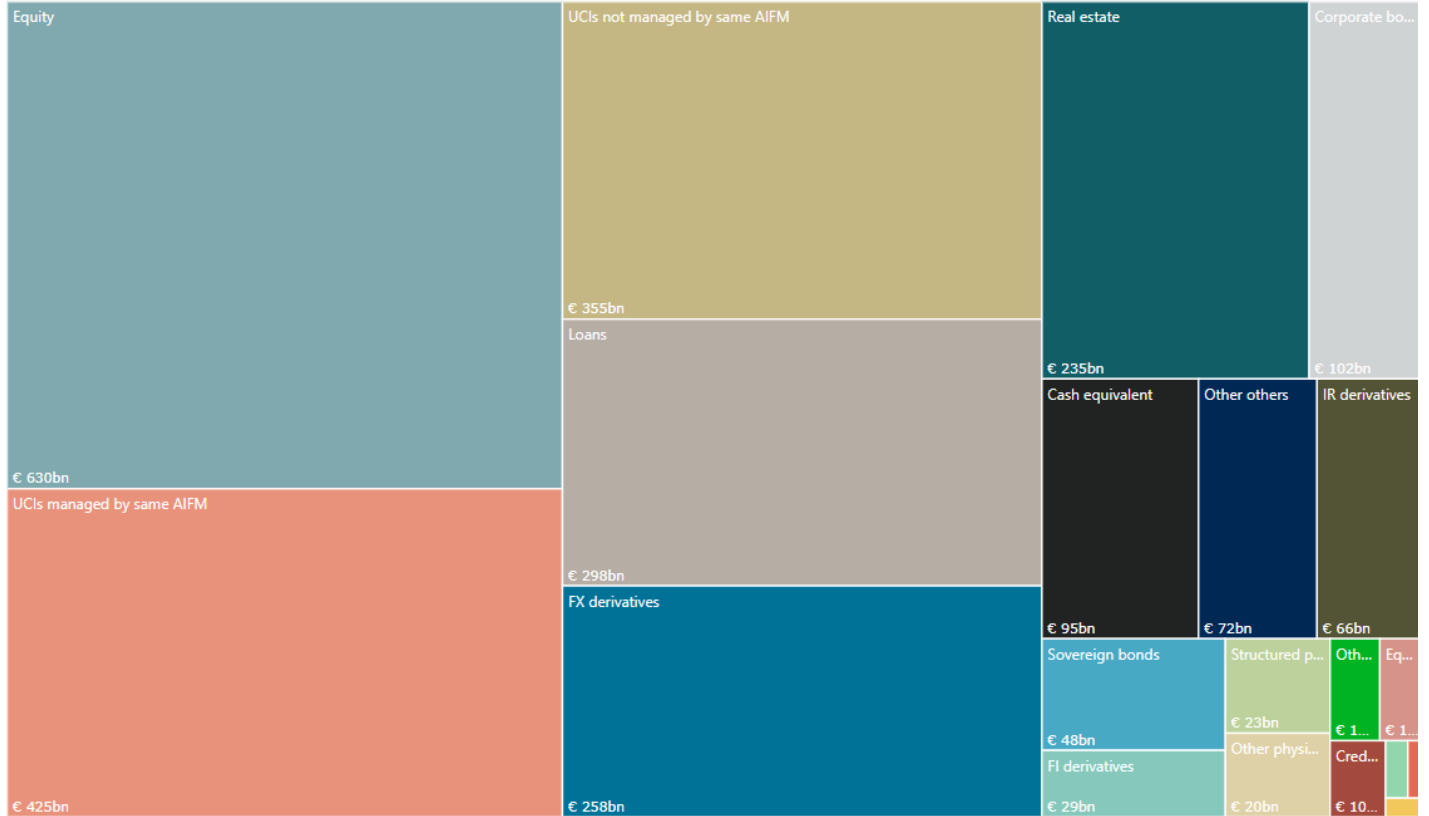 Equity
€ 630bn
UCIs managed by same AIFM
€ 425bn
UCIs not managed by same AIFM
€ 355bn
Loans
€ 298bn
FX derivatives
€ 258bn
Real estate
€ 235bn
Corporate bo...
€ 102bn
Cash equivalent
€ 95bn
Other others
€ 72bn
IR derivatives
€ 66bn
Sovereign bonds
€ 48bn
FI derivatives
€ 29bn
Structured p...
€ 23bn
Other physi...
€ 20bn
Oth...
€ 1...
Eq...
€ 1...
Cred...
€ 10...